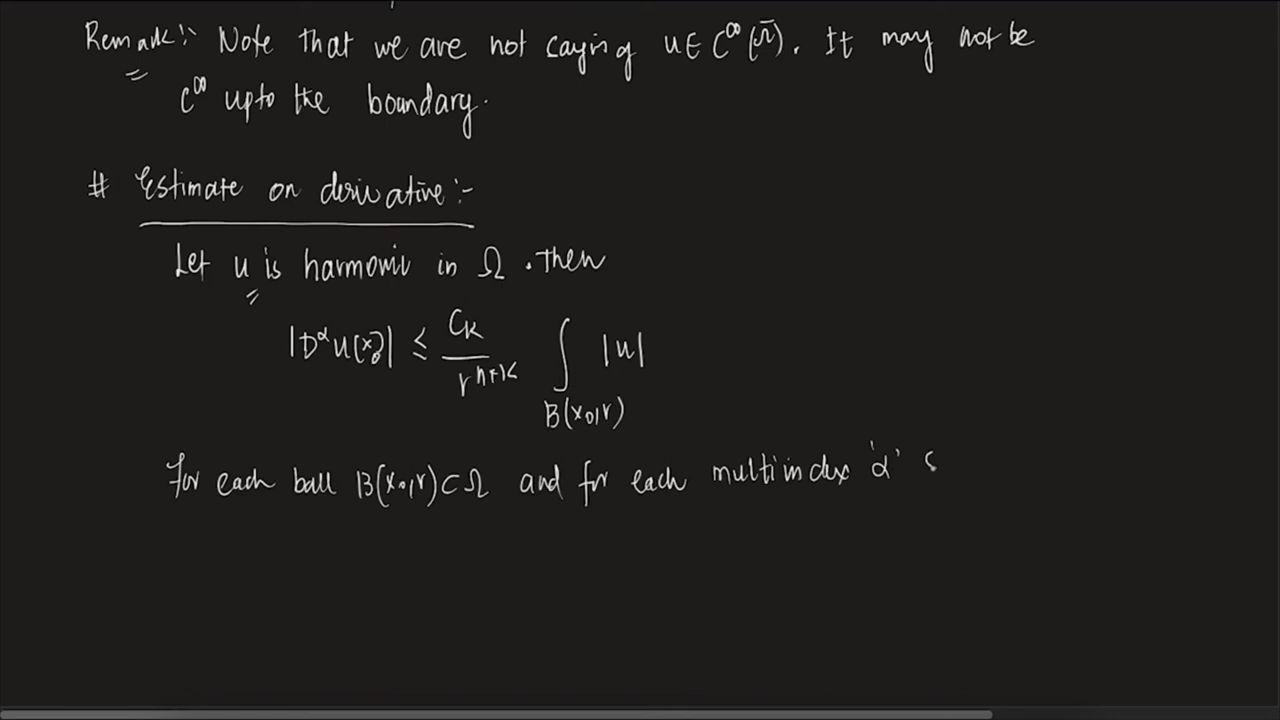 Remark:- Note that we are not saying u ∈ C^∞(Ω̄). It may not be
C^∞ upto the boundary.
# Estimate on derivative:-
Let u is harmonic in Ω. then
|D^α u(x_0)| ≤ C_k / r^{n+k} ∫_{B(x_0,r)} |u|
for each ball B(x_0,r) ⊂ Ω and for each multiindex 'α' s